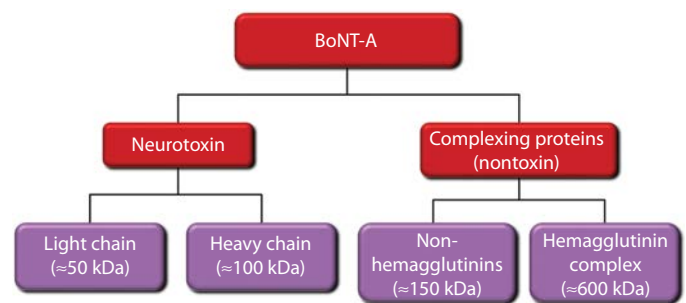 BoNT-A
Neurotoxin
Complexing proteins
(nontoxin)
Light chain
(≈50 kDa)
Heavy chain
(≈100 kDa)
Non-
hemagglutinins
(≈150 kDa)
Hemagglutinin
complex
(≈600 kDa)